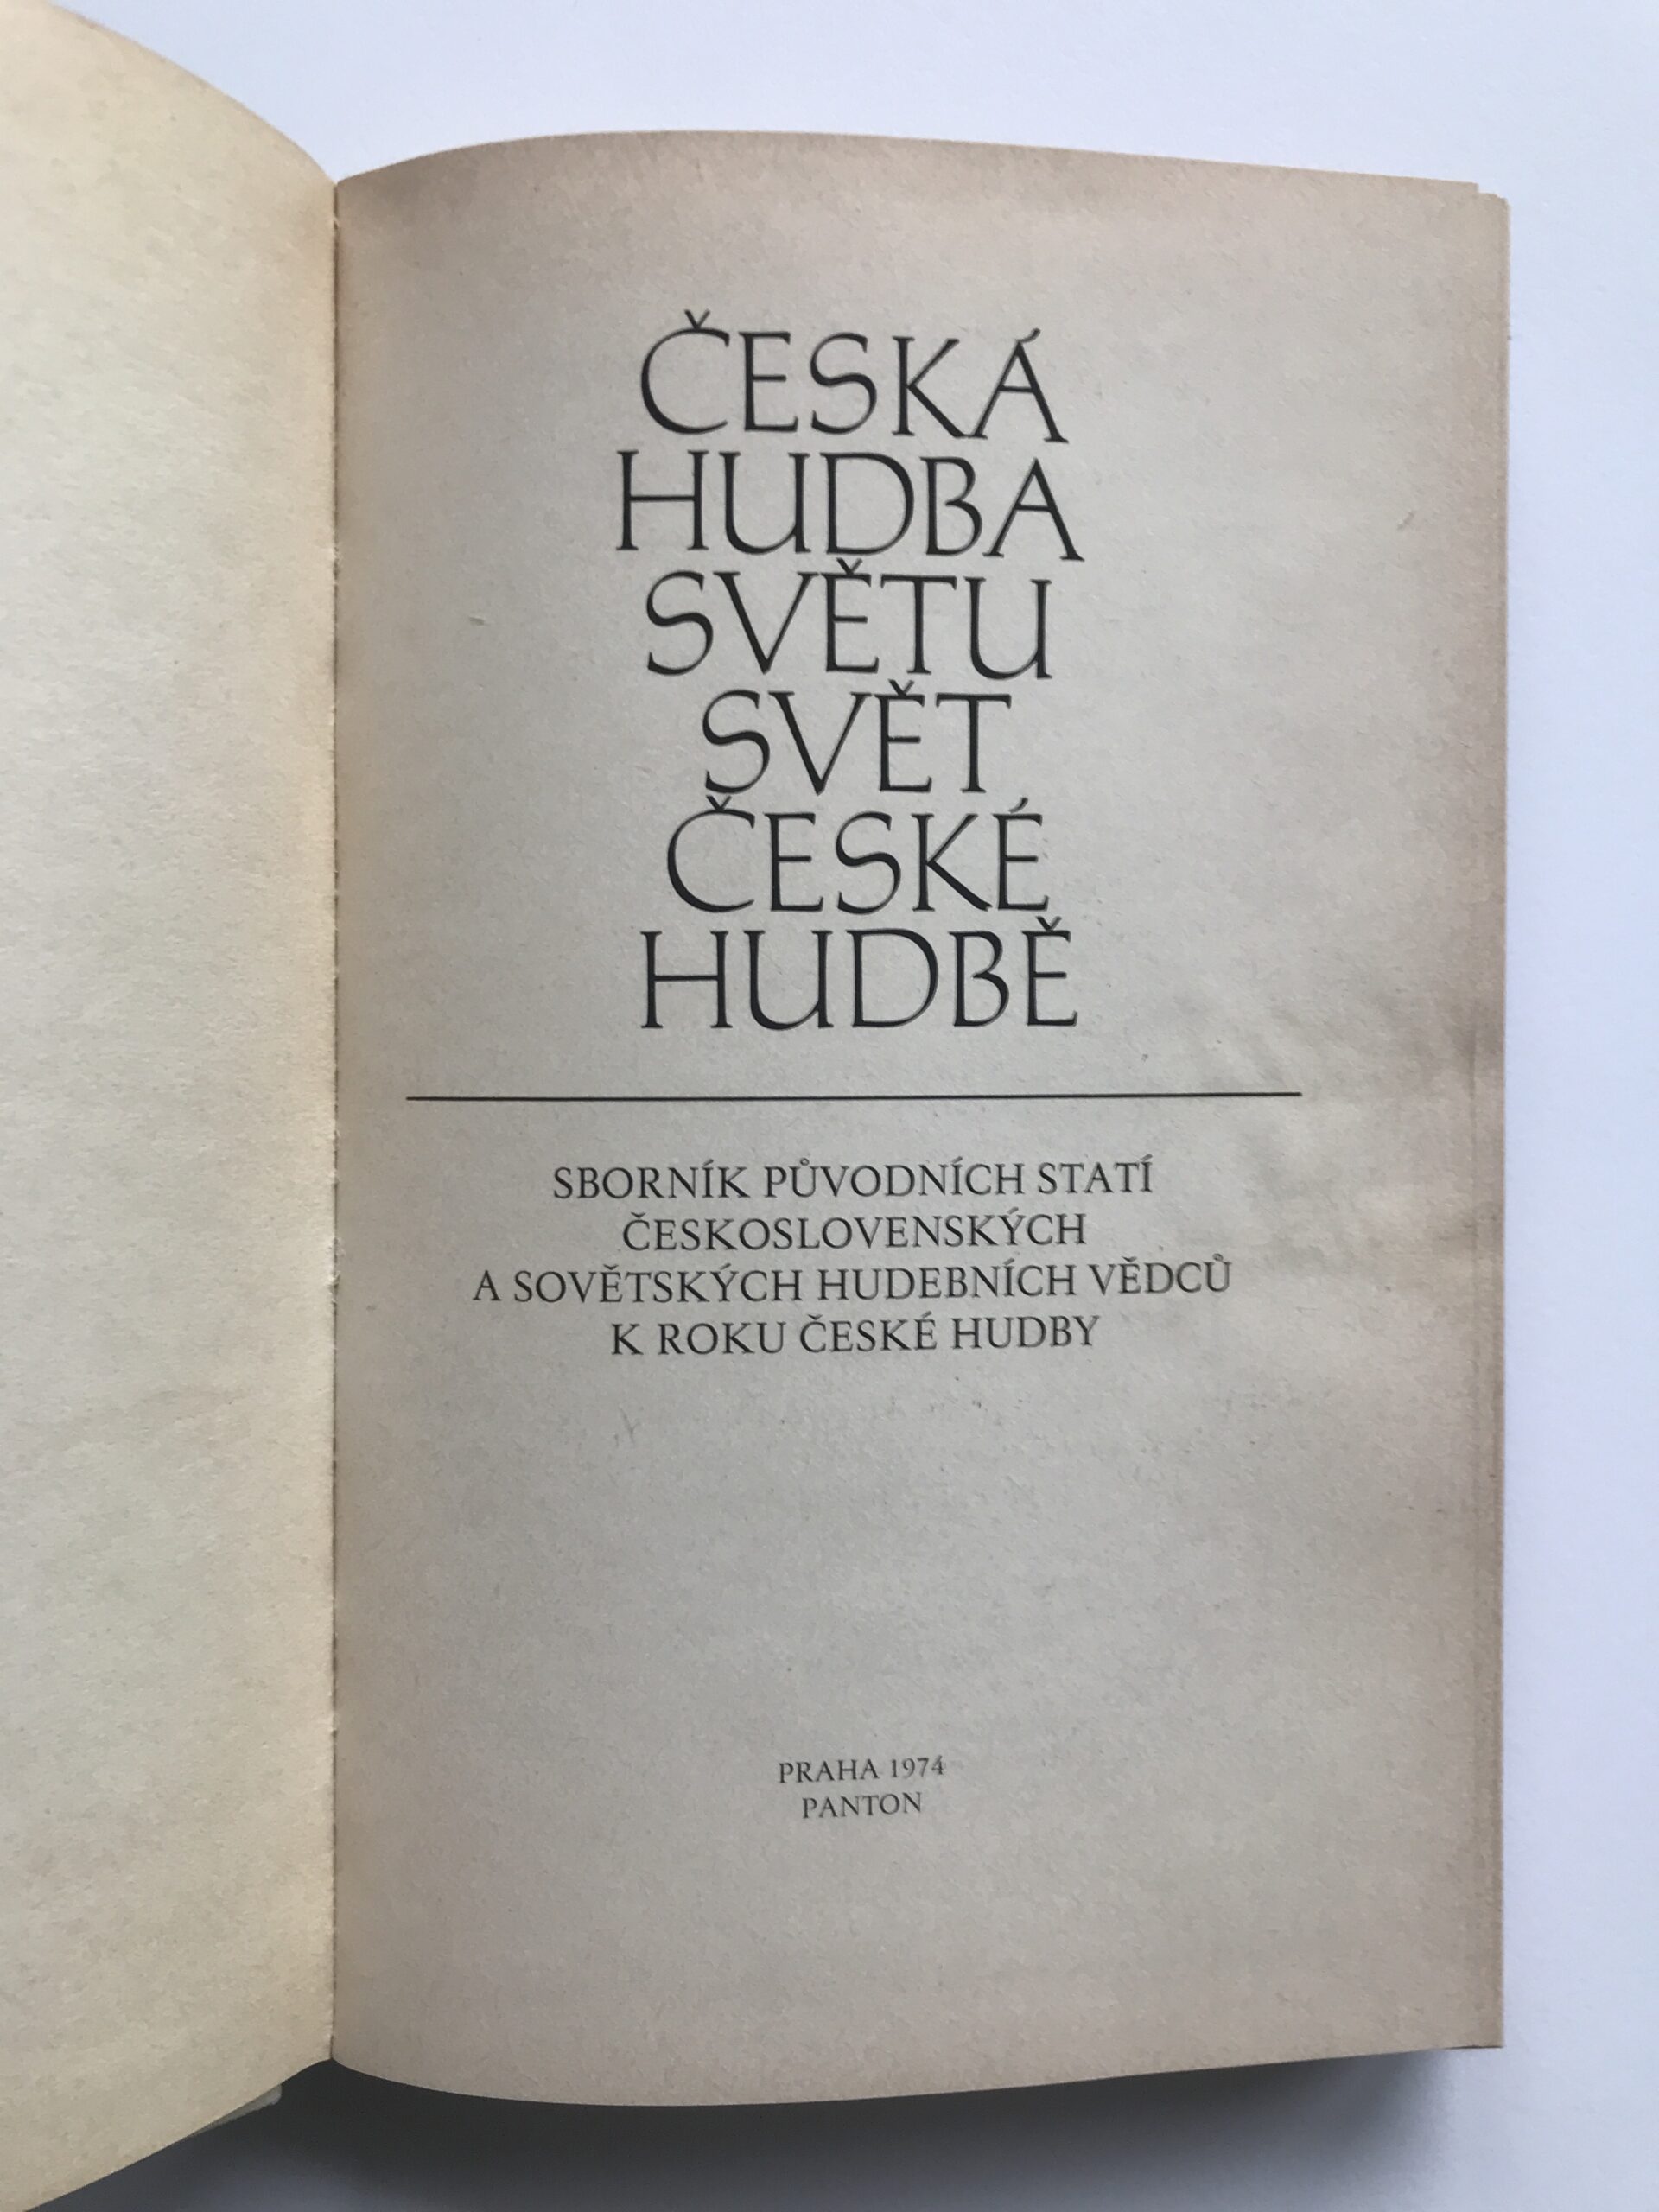 ČESKÁ
HUDBA
SVĚTU
SVĚT
ČESKÉ
HUDBĚ
SBORNÍK PŮVODNÍCH STATÍ
ČESKOSLOVENSKÝCH
A SOVĚTSKÝCH HUDEBNÍCH VĚDCŮ
K ROKU ČESKÉ HUDBY
PRAHA 1974
PANTON